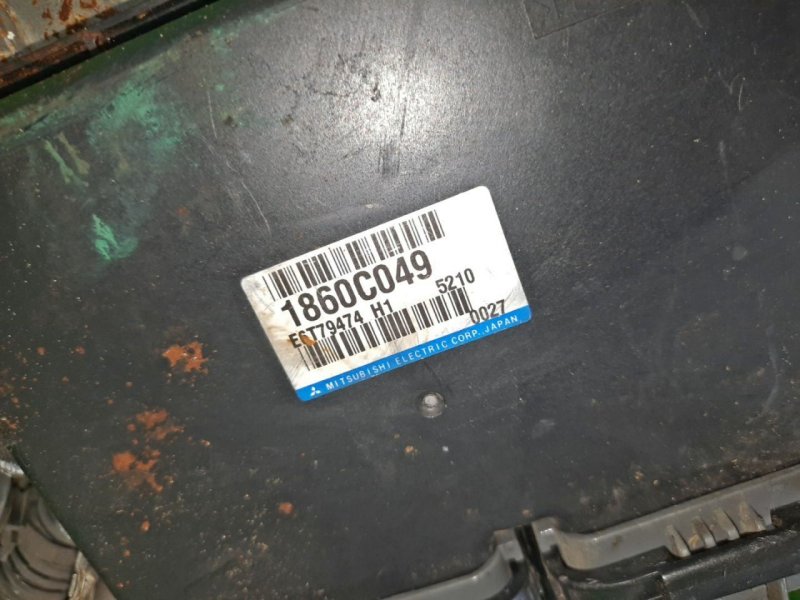 1860C049
E6T79474 H1 5210
0027
MITSUBISHI ELECTRIC CORP. JAPAN